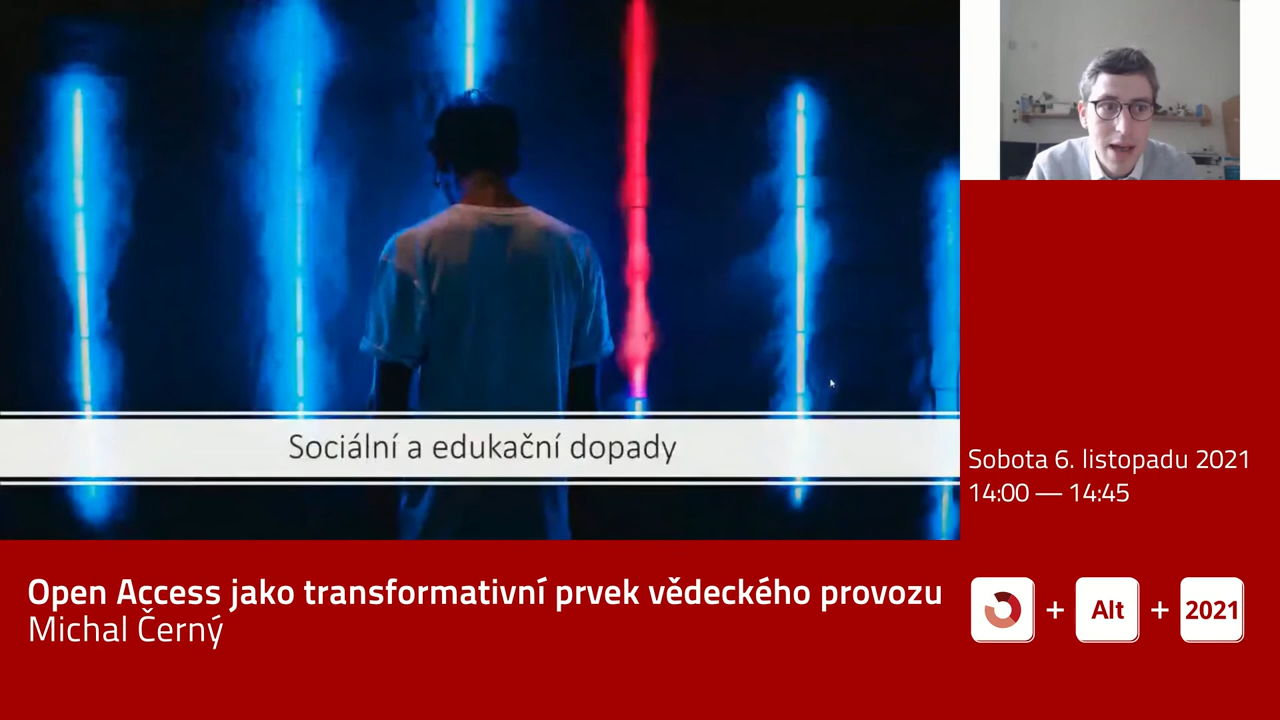 Sociální a edukační dopady
Sobota 6. listopadu 2021
14:00 — 14:45
Open Access jako transformativní prvek vědeckého provozu
Michal Černý
+ Alt + 2021